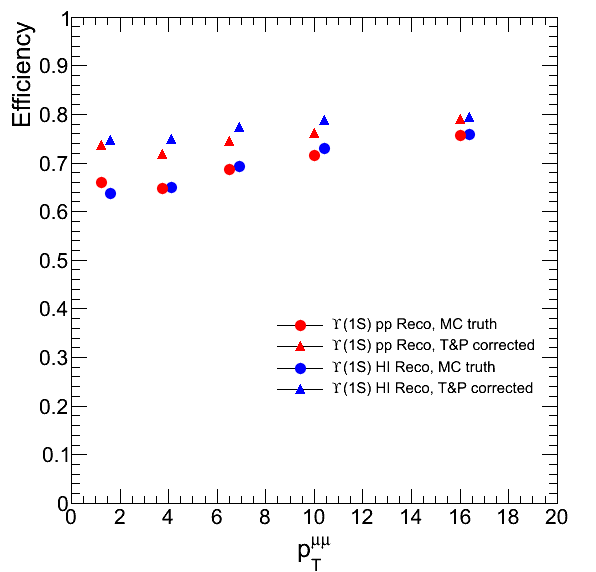 Efficiency
1
0.9
0.8
0.7
0.6
0.5
0.4
0.3
0.2
0.1
0
ϒ(1S) pp Reco, MC truth
ϒ(1S) pp Reco, T&P corrected
ϒ(1S) HI Reco, MC truth
ϒ(1S) HI Reco, T&P corrected
0 2 4 6 8 10 12 14 16 18 20
p_T^μμ